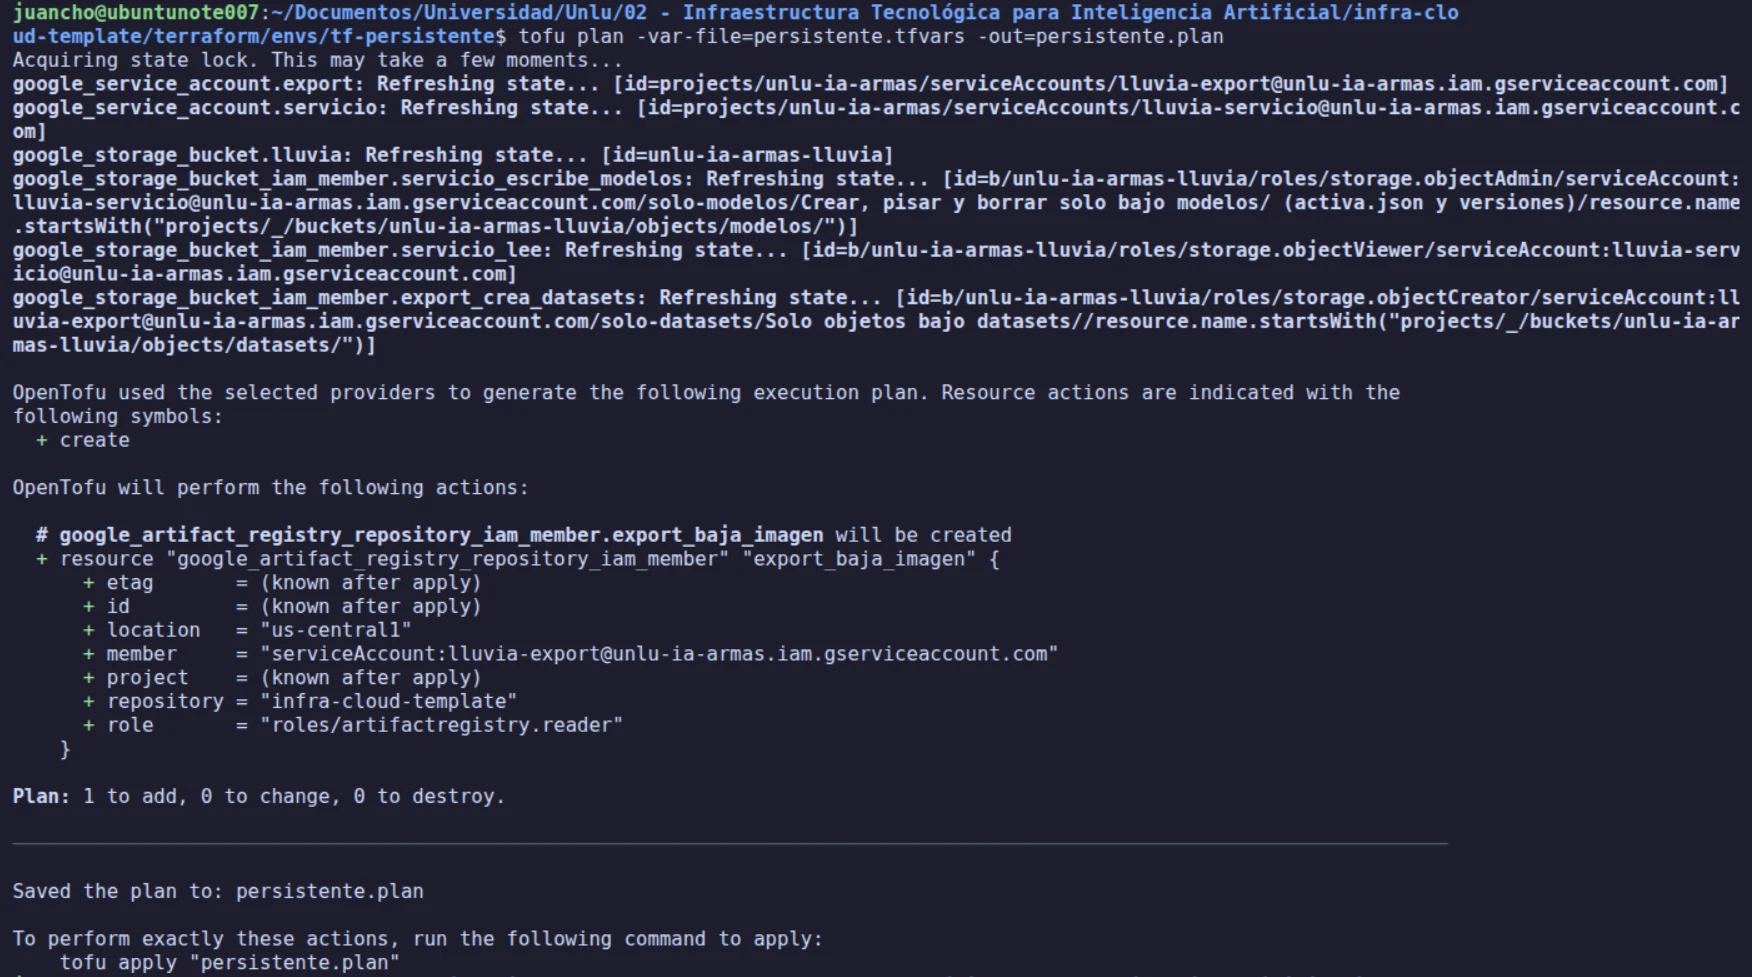 juancho@ubuntunote007:~/Documentos/Universidad/Unlu/02 - Infraestructura Tecnológica para Inteligencia Artificial/infra-clo
ud-template/terraform/envs/tf-persistente$ tofu plan -var-file=persistente.tfvars -out=persistente.plan
Acquiring state lock. This may take a few moments...
google_service_account.export: Refreshing state... [id=projects/unlu-ia-armas/serviceAccounts/lluvia-export@unlu-ia-armas.iam.gserviceaccount.com]
google_service_account.servicio: Refreshing state... [id=projects/unlu-ia-armas/serviceAccounts/lluvia-servicio@unlu-ia-armas.iam.gserviceaccount.c
om]
google_storage_bucket.lluvia: Refreshing state... [id=unlu-ia-armas-lluvia]
google_storage_bucket_iam_member.servicio_escribe_modelos: Refreshing state... [id=b/unlu-ia-armas-lluvia/roles/storage.objectAdmin/serviceAccount:
lluvia-servicio@unlu-ia-armas.iam.gserviceaccount.com/solo-modelos/Crear, pisar y borrar solo bajo modelos/ (activa.json y versiones)/resource.name
.startsWith("projects/_/buckets/unlu-ia-armas-lluvia/objects/modelos/")]
google_storage_bucket_iam_member.servicio_lee: Refreshing state... [id=b/unlu-ia-armas-lluvia/roles/storage.objectViewer/serviceAccount:lluvia-serv
icio@unlu-ia-armas.iam.gserviceaccount.com]
google_storage_bucket_iam_member.export_crea_datasets: Refreshing state... [id=b/unlu-ia-armas-lluvia/roles/storage.objectCreator/serviceAccount:ll
uvia-export@unlu-ia-armas.iam.gserviceaccount.com/solo-datasets/Solo objetos bajo datasets//resource.name.startsWith("projects/_/buckets/unlu-ia-ar
mas-lluvia/objects/datasets/")]
OpenTofu used the selected providers to generate the following execution plan. Resource actions are indicated with the
following symbols:
+ create
OpenTofu will perform the following actions:
# google_artifact_registry_repository_iam_member.export_baja_imagen will be created
+ resource "google_artifact_registry_repository_iam_member" "export_baja_imagen" {
+ etag = (known after apply)
+ id = (known after apply)
+ location = "us-central1"
+ member = "serviceAccount:lluvia-export@unlu-ia-armas.iam.gserviceaccount.com"
+ project = (known after apply)
+ repository = "infra-cloud-template"
+ role = "roles/artifactregistry.reader"
}
Plan: 1 to add, 0 to change, 0 to destroy.
Saved the plan to: persistente.plan
To perform exactly these actions, run the following command to apply:
tofu apply "persistente.plan"